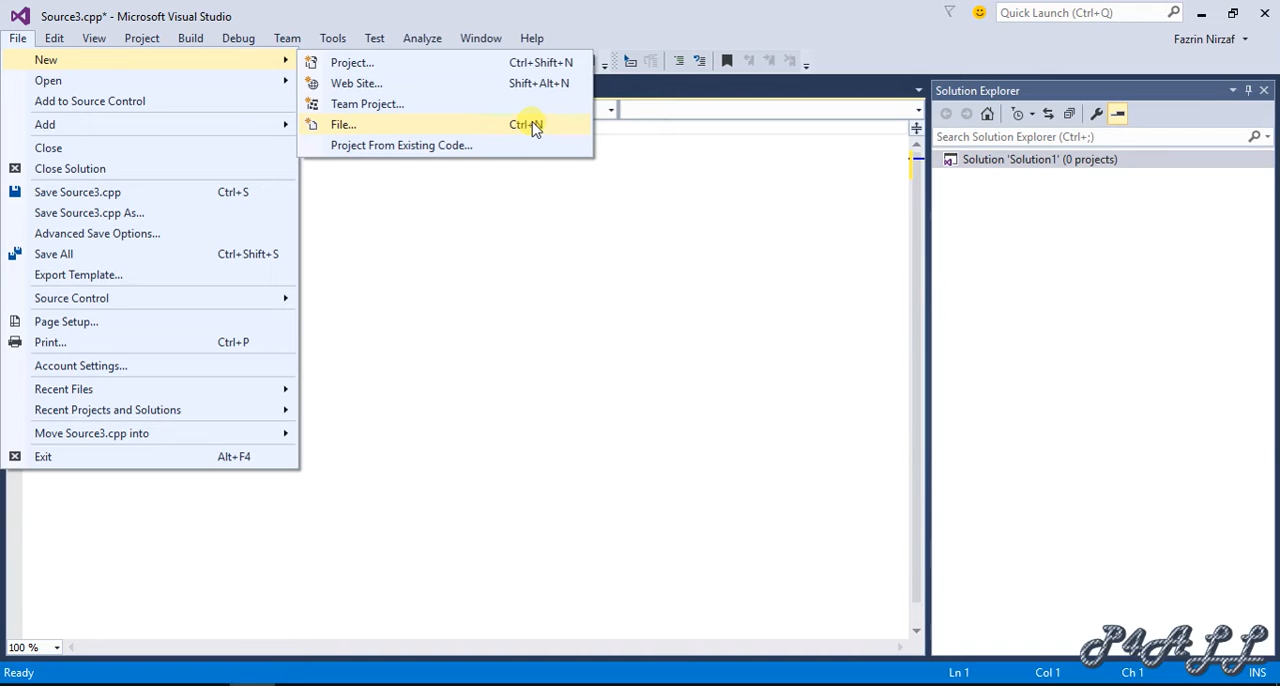 Source3.cpp* - Microsoft Visual Studio
Quick Launch (Ctrl+Q)
File Edit View Project Build Debug Team Tools Test Analyze Window Help
Fazrin Nirzaf
New
Open
Add to Source Control
Add
Close
Close Solution
Save Source3.cpp Ctrl+S
Save Source3.cpp As...
Advanced Save Options...
Save All Ctrl+Shift+S
Export Template...
Source Control
Page Setup...
Print... Ctrl+P
Account Settings...
Recent Files
Recent Projects and Solutions
Move Source3.cpp into
Exit Alt+F4
Project... Ctrl+Shift+N
Web Site... Shift+Alt+N
Team Project...
File... Ctrl+N
Project From Existing Code...
Solution Explorer
Search Solution Explorer (Ctrl+;)
Solution 'Solution1' (0 projects)
100 %
P4ALL
Ready Ln 1 Col 1 Ch 1 INS